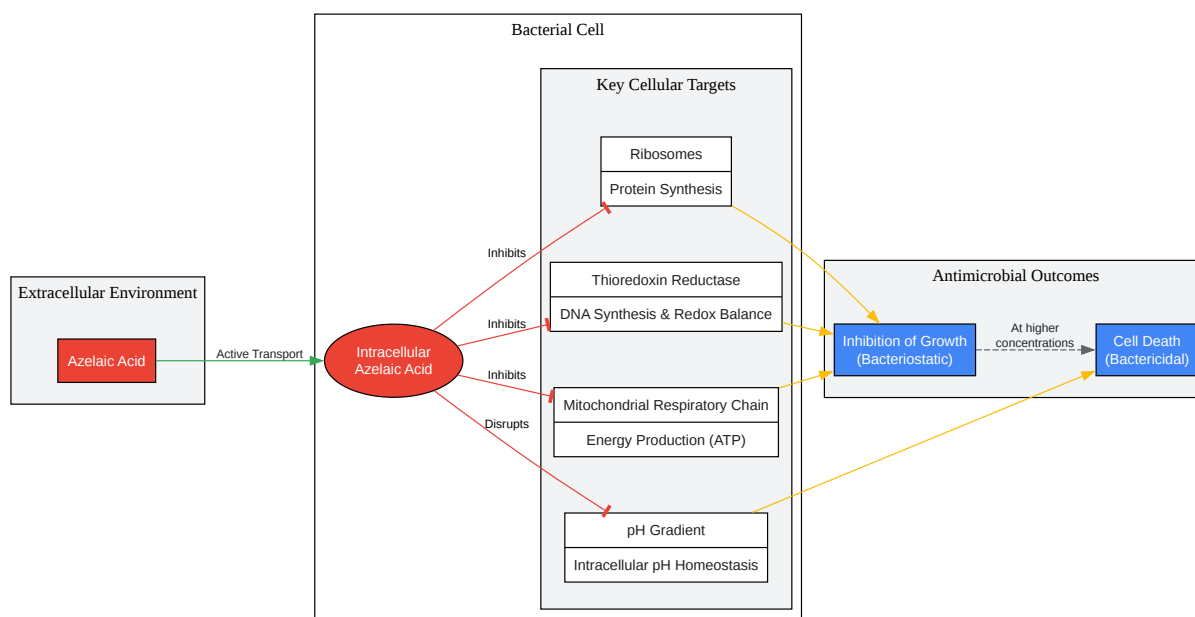 Bacterial Cell
Key Cellular Targets
Ribosomes
Protein Synthesis
Inhibits
Extracellular Environment
Azelaic Acid
Active Transport
Intracellular
Azelaic Acid
Inhibits
Thioredoxin Reductase
DNA Synthesis & Redox Balance
Antimicrobial Outcomes
Inhibition of Growth
(Bacteriostatic)
At higher
concentrations
Cell Death
(Bactericidal)
Inhibits
Mitochondrial Respiratory Chain
Energy Production (ATP)
Disrupts
pH Gradient
Intracellular pH Homeostasis